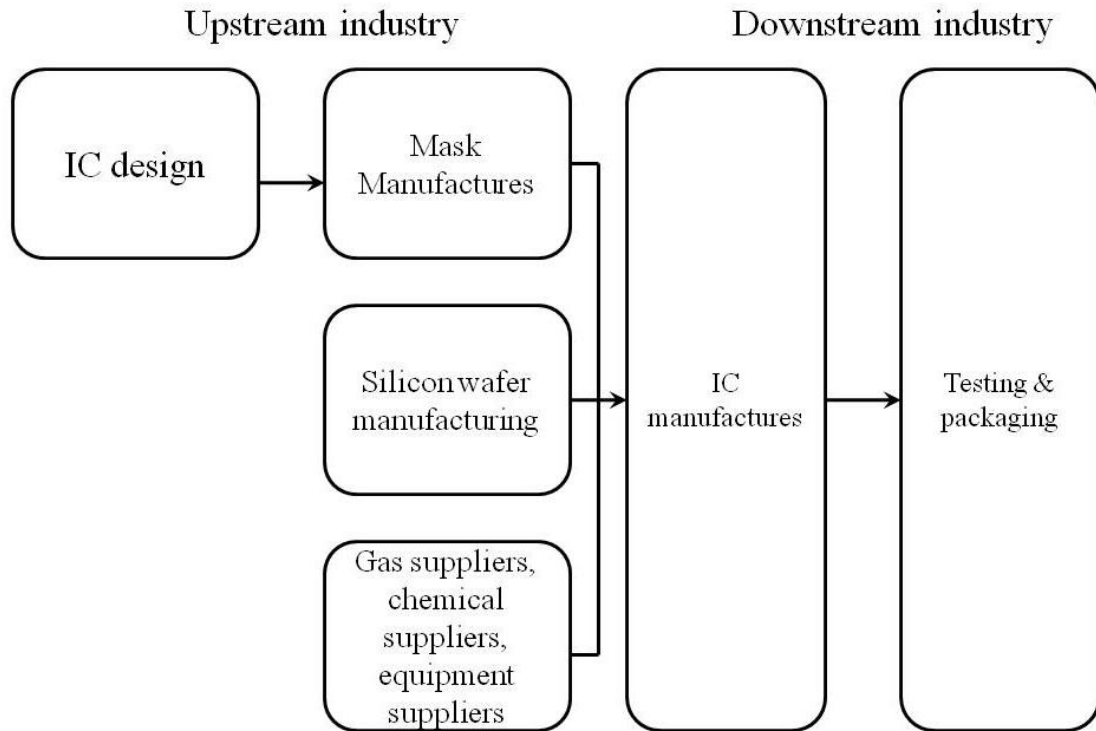 Upstream industry
Downstream industry
IC design
Mask
Manufactures
Silicon wafer
manufacturing
Gas suppliers,
chemical
suppliers,
equipment
suppliers
IC
manufactures
Testing &
packaging